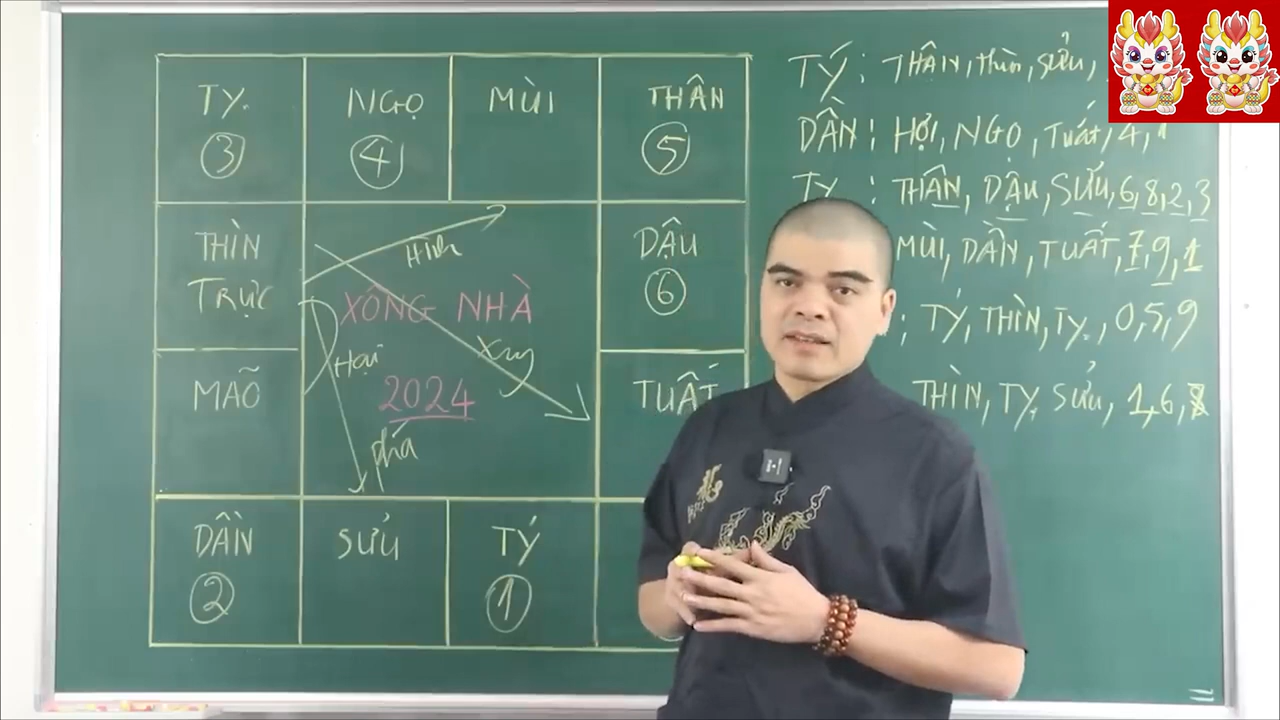 TỴ.
③
NGỌ
④
MÙI
THÂN
⑤
THÌN
TRỰC
DẬU
⑥
MAÕ
TUẤT
DẦN
②
SỬU
TÝ
①
Hình
XÔNG NHÀ
Hại
Xung
2024
phá
TÝ: THÂN, thìn, SỬU,
DẦN: HỢI, NGỌ, Tuất, 4, 1
TỴ : THÂN, DẬU, SỬU, 6, 8, 2, 3
MÙI, DẦN, TUẤT, 7, 9, 1
: TÝ, THÌN, TỴ, 0, 5, 9
THÌN, TỴ, SỬU, 1, 6, 8